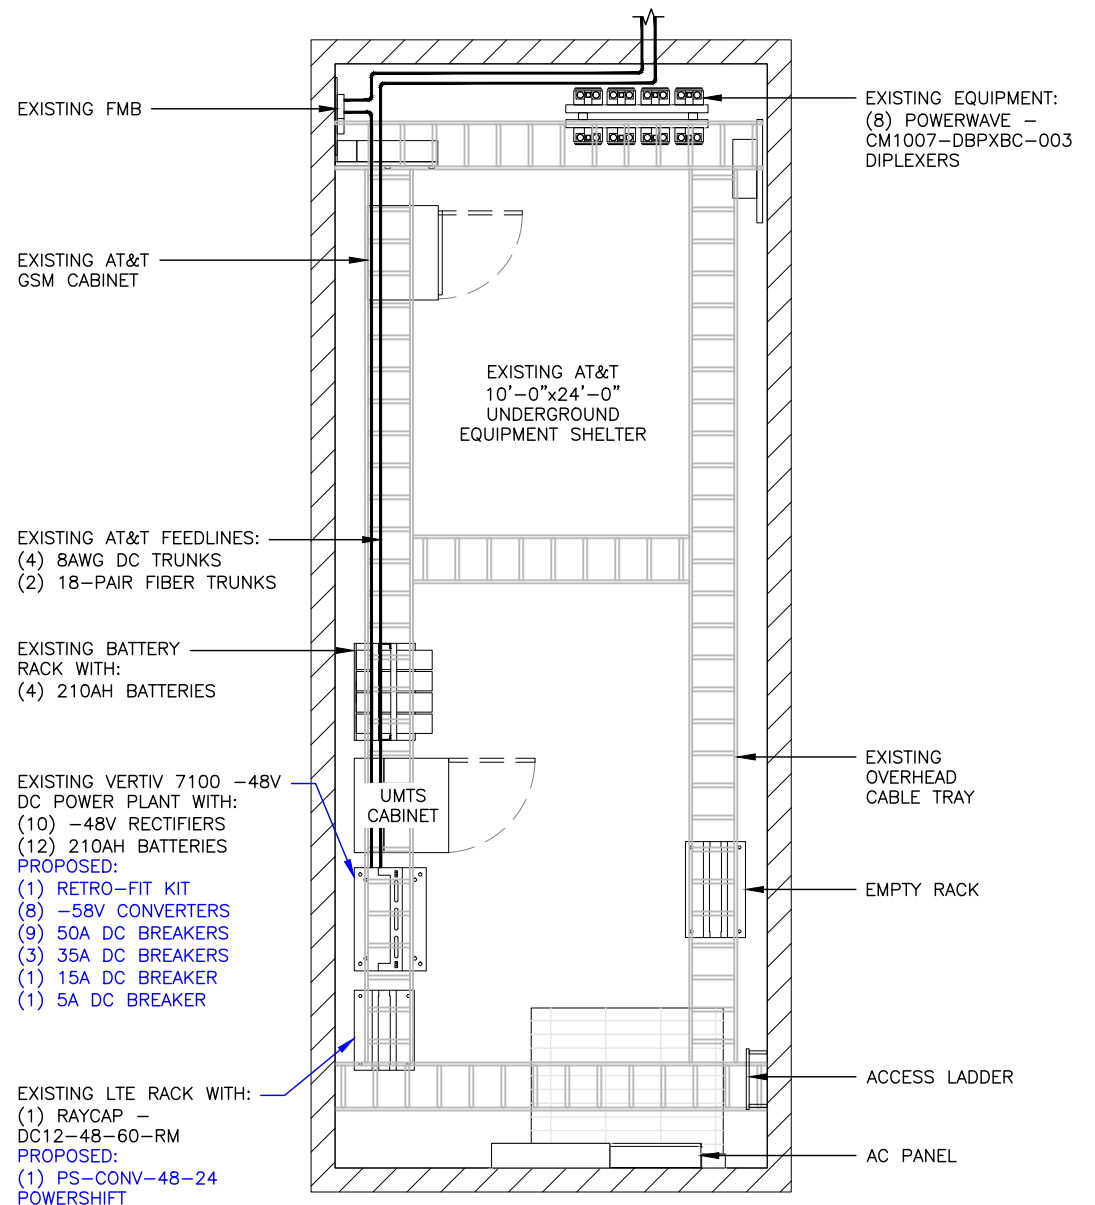 EXISTING FMB
EXISTING AT&T
GSM CABINET
EXISTING AT&T FEEDLINES:
(4) 8AWG DC TRUNKS
(2) 18-PAIR FIBER TRUNKS
EXISTING BATTERY
RACK WITH:
(4) 210AH BATTERIES
EXISTING VERTIV 7100 -48V
DC POWER PLANT WITH:
(10) -48V RECTIFIERS
(12) 210AH BATTERIES
PROPOSED:
(1) RETRO-FIT KIT
(8) -58V CONVERTERS
(9) 50A DC BREAKERS
(3) 35A DC BREAKERS
(1) 15A DC BREAKER
(1) 5A DC BREAKER
EXISTING LTE RACK WITH:
(1) RAYCAP -
DC12-48-60-RM
PROPOSED:
(1) PS-CONV-48-24
POWERSHIFT
EXISTING AT&T
10'-0"x24'-0"
UNDERGROUND
EQUIPMENT SHELTER
UMTS
CABINET
EXISTING EQUIPMENT:
(8) POWERWAVE -
CM1007-DBPXBC-003
DIPLEXERS
EXISTING
OVERHEAD
CABLE TRAY
EMPTY RACK
ACCESS LADDER
AC PANEL